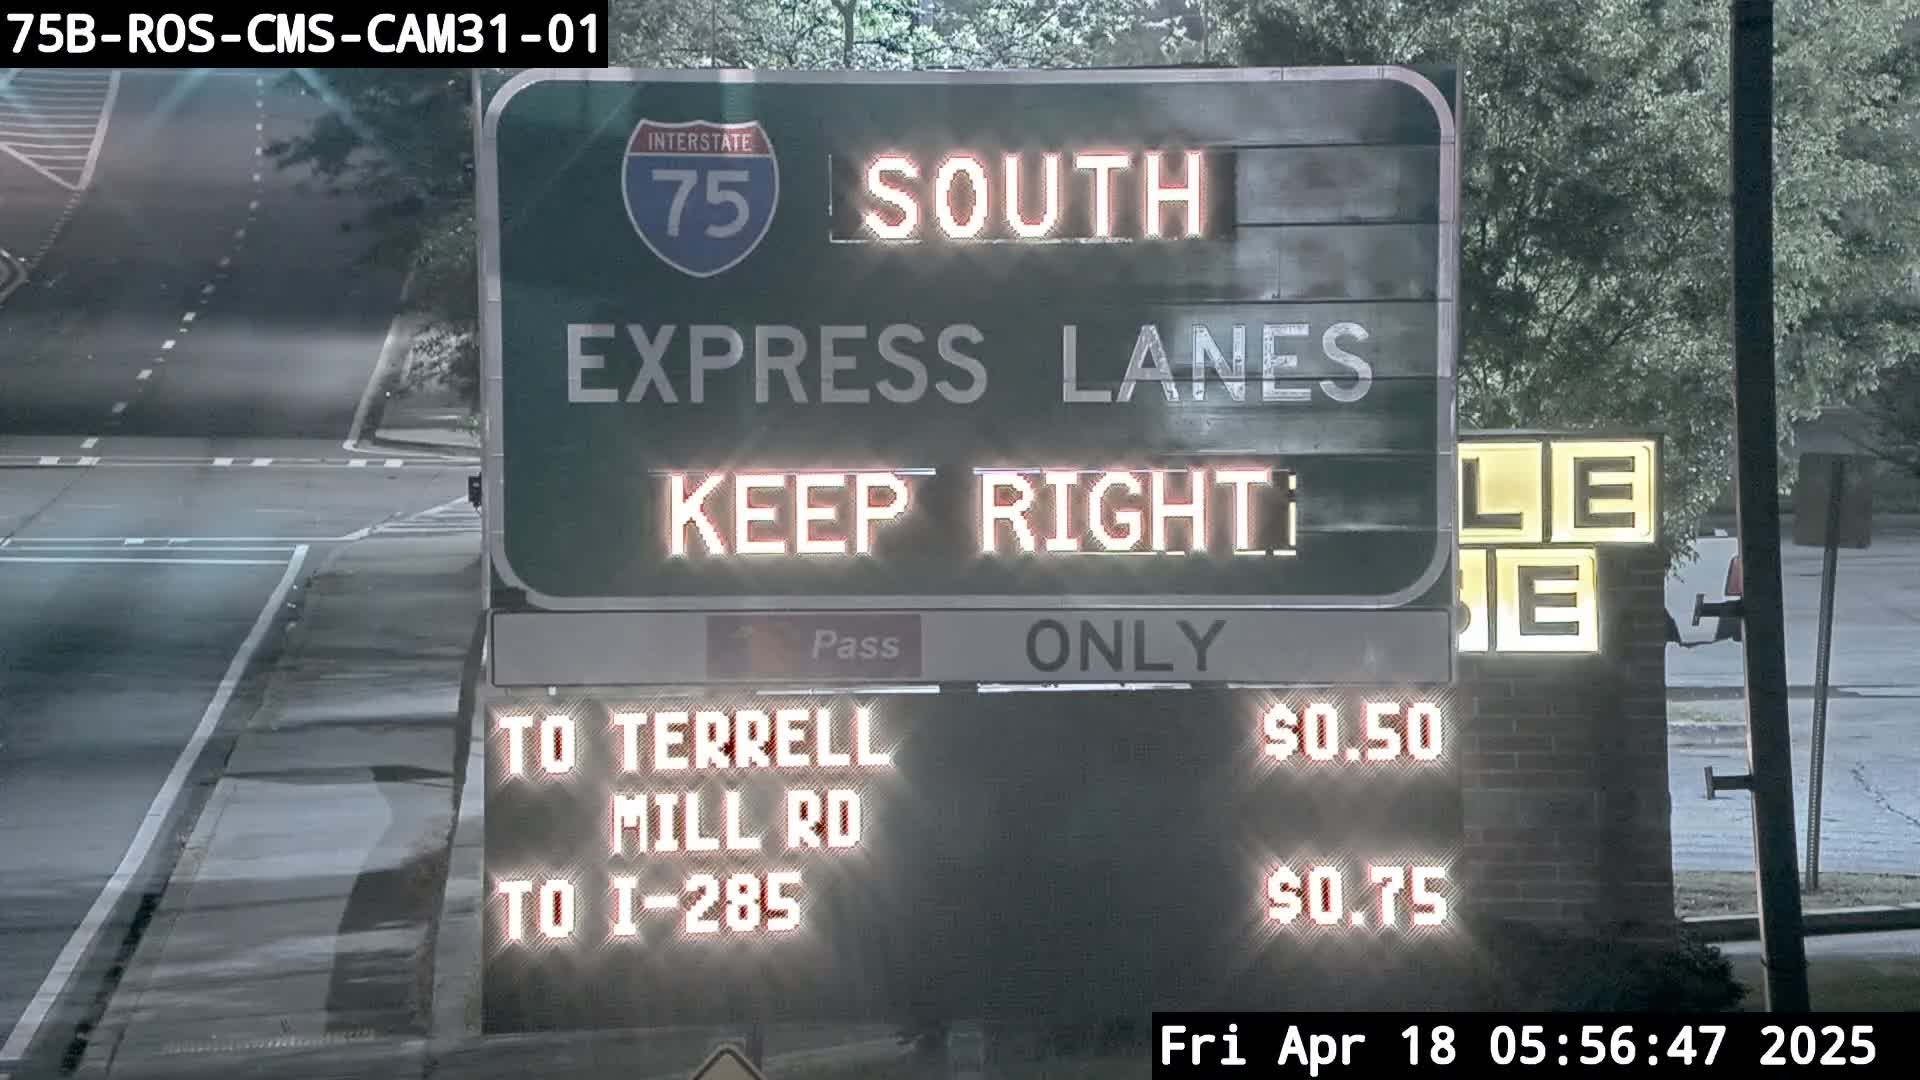 75B-ROS-CMS-CAM31-01
INTERSTATE
75
SOUTH
EXPRESS LANES
KEEP RIGHT
Pass ONLY
LE
E
TO TERRELL $0.50
MILL RD
TO I-285 $0.75
Fri Apr 18 05:56:47 2025